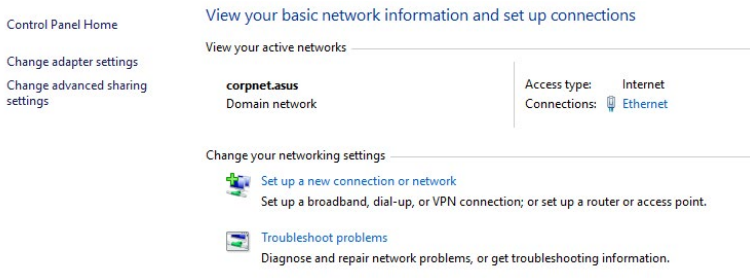 Control Panel Home
Change adapter settings
Change advanced sharing
settings
View your basic network information and set up connections
View your active networks
corpnet.asus
Domain network
Access type: Internet
Connections: Ethernet
Change your networking settings
Set up a new connection or network
Set up a broadband, dial-up, or VPN connection; or set up a router or access point.
Troubleshoot problems
Diagnose and repair network problems, or get troubleshooting information.